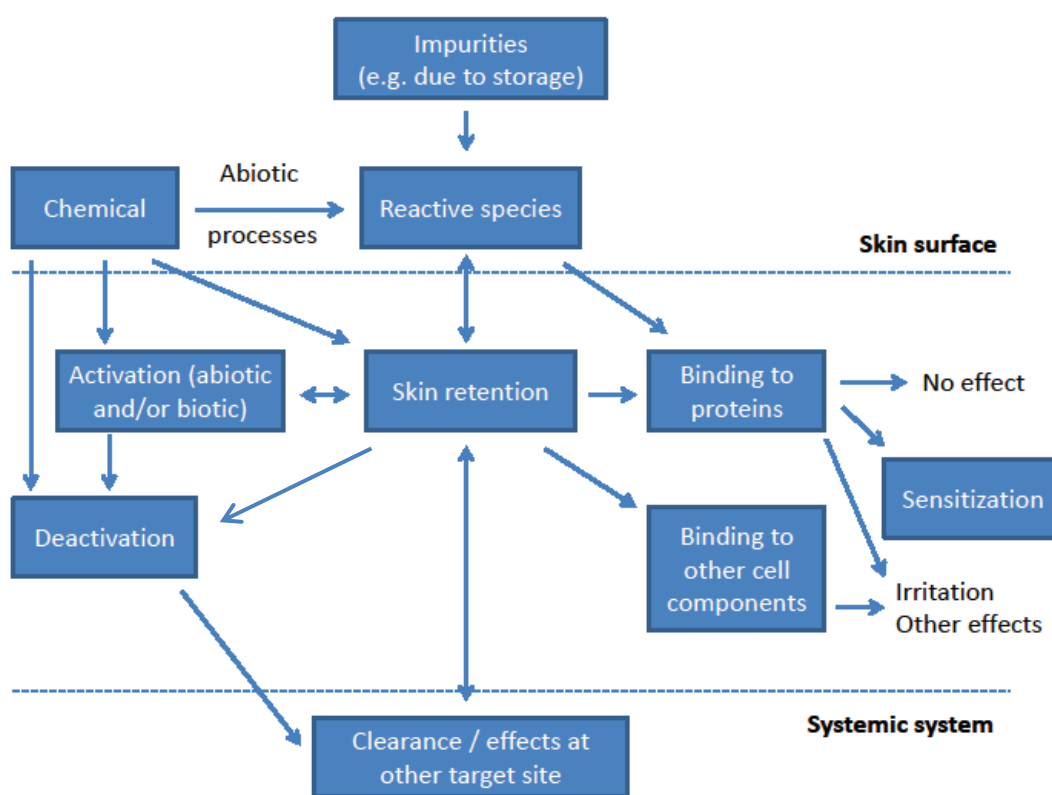 Impurities
(e.g. due to storage)
Chemical
Abiotic
processes
Reactive species
Skin surface
Activation (abiotic
and/or biotic)
Skin retention
Binding to
proteins
No effect
Sensitization
Deactivation
Binding to
other cell
components
Irritation
Other effects
Systemic system
Clearance / effects at
other target site